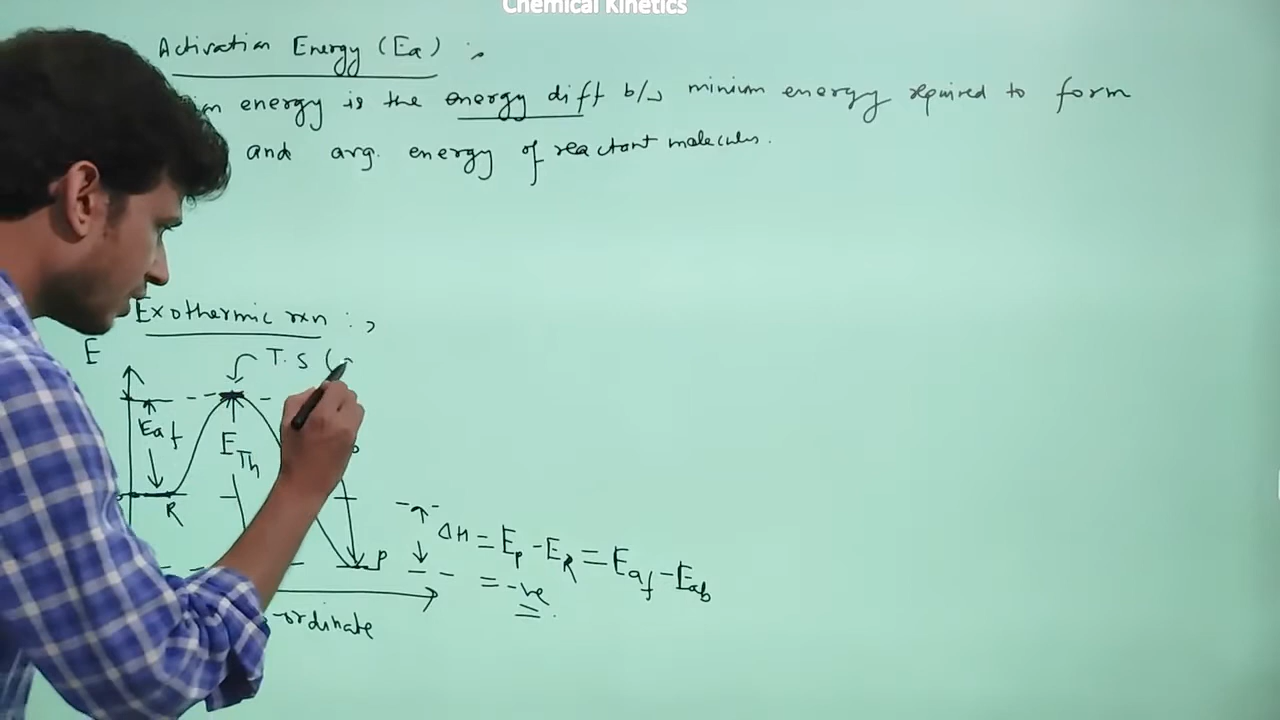 Chemical Kinetics
Activation Energy (Ea) :-
energy is the energy diff b/w minium energy required to form
and avg. energy of reactant molecules.
Exothermic rxn :-
E
T.S (
Eaf
ETh
R
P
ΔH = Ep - ER = Eaf - Eab
= -ve
-ordinate